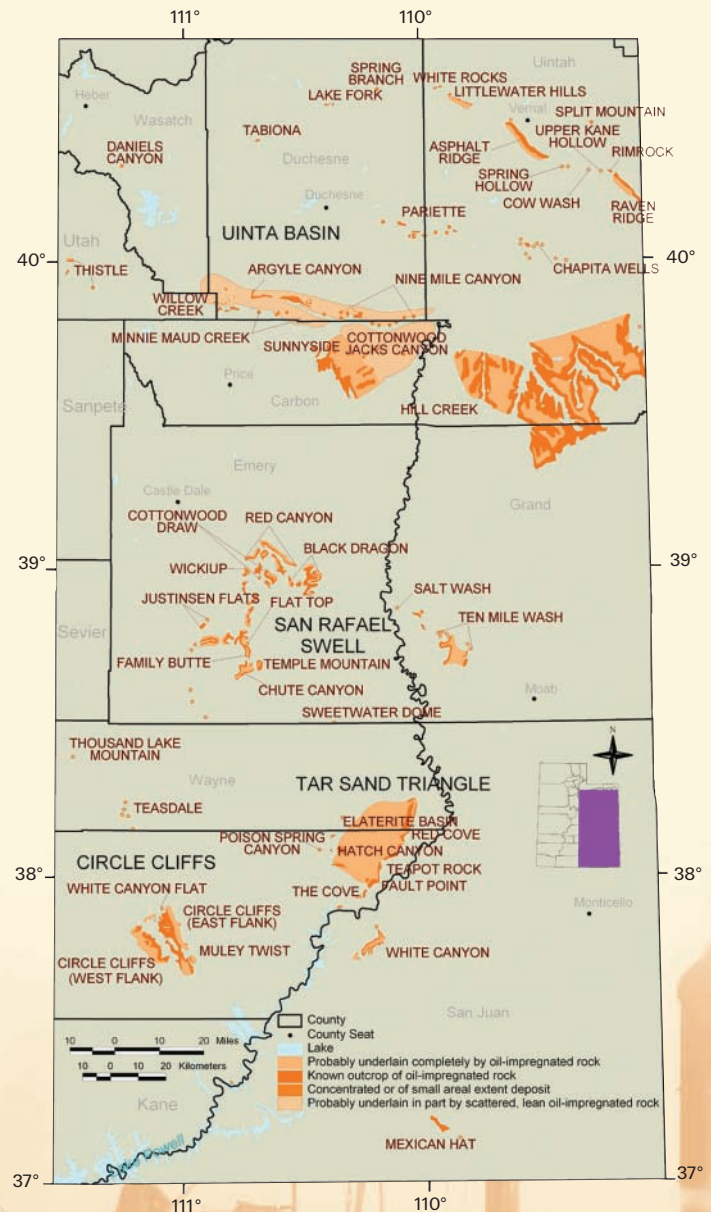 111°
110°
Uintah
SPRING
BRANCH
WHITE ROCKS
LAKE FORK
LITTLEWATER HILLS
Heber
Wasatch
Vernal
SPLIT MOUNTAIN
TABIONA
UPPER KANE
HOLLOW
ASPHALT
RIDGE
RIMROCK
DANIELS
CANYON
Duchesne
SPRING
HOLLOW
COW WASH
Duchesne
RAVEN
RIDGE
PARIETTE
UINTA BASIN
Utah
40°
40°
THISTLE
ARGYLE CANYON
NINE MILE CANYON
CHAPITA WELLS
WILLOW
CREEK
MINNIE MAUD CREEK
SUNNYSIDE
COTTONWOOD
JACKS CANYON
Price
Carbon
Sanpete
HILL CREEK
Emery
Grand
Castle Dale
COTTONWOOD
DRAW
RED CANYON
BLACK DRAGON
39°
39°
WICKIUP
SALT WASH
JUSTINSEN FLATS
FLAT TOP
TEN MILE WASH
Sevier
SAN RAFAEL
SWELL
FAMILY BUTTE
TEMPLE MOUNTAIN
CHUTE CANYON
Moab
SWEETWATER DOME
THOUSAND LAKE
MOUNTAIN
N
Wayne
TAR SAND TRIANGLE
TEASDALE
ELATERITE BASIN
RED COVE
POISON SPRING
CANYON
HATCH CANYON
CIRCLE CLIFFS
TEAPOT ROCK
38°
38°
WHITE CANYON FLAT
THE COVE
FAULT POINT
Monticello
CIRCLE CLIFFS
(EAST FLANK)
MULEY TWIST
WHITE CANYON
CIRCLE CLIFFS
(WEST FLANK)
San Juan
County
County Seat
Lake
Probably underlain completely by oil-impregnated rock
Known outcrop of oil-impregnated rock
Concentrated or of small areal extent deposit
Probably underlain in part by scattered, lean oil-impregnated rock
10 0 10 20 Miles
10 0 10 20 Kilometers
Kane
MEXICAN HAT
Lake Powell
37°
37°
111°
110°